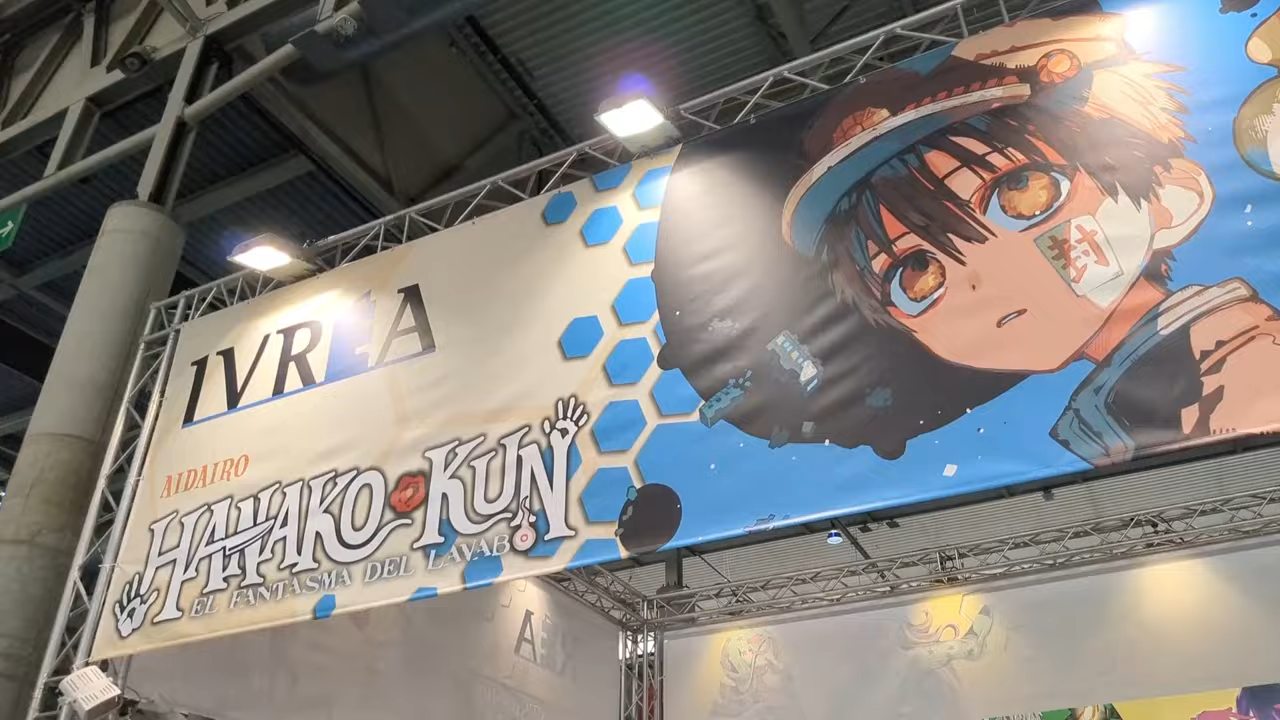 IVREA
AIDAIRO
HANAKO-KUN
EL FANTASMA DEL LAVABO
封